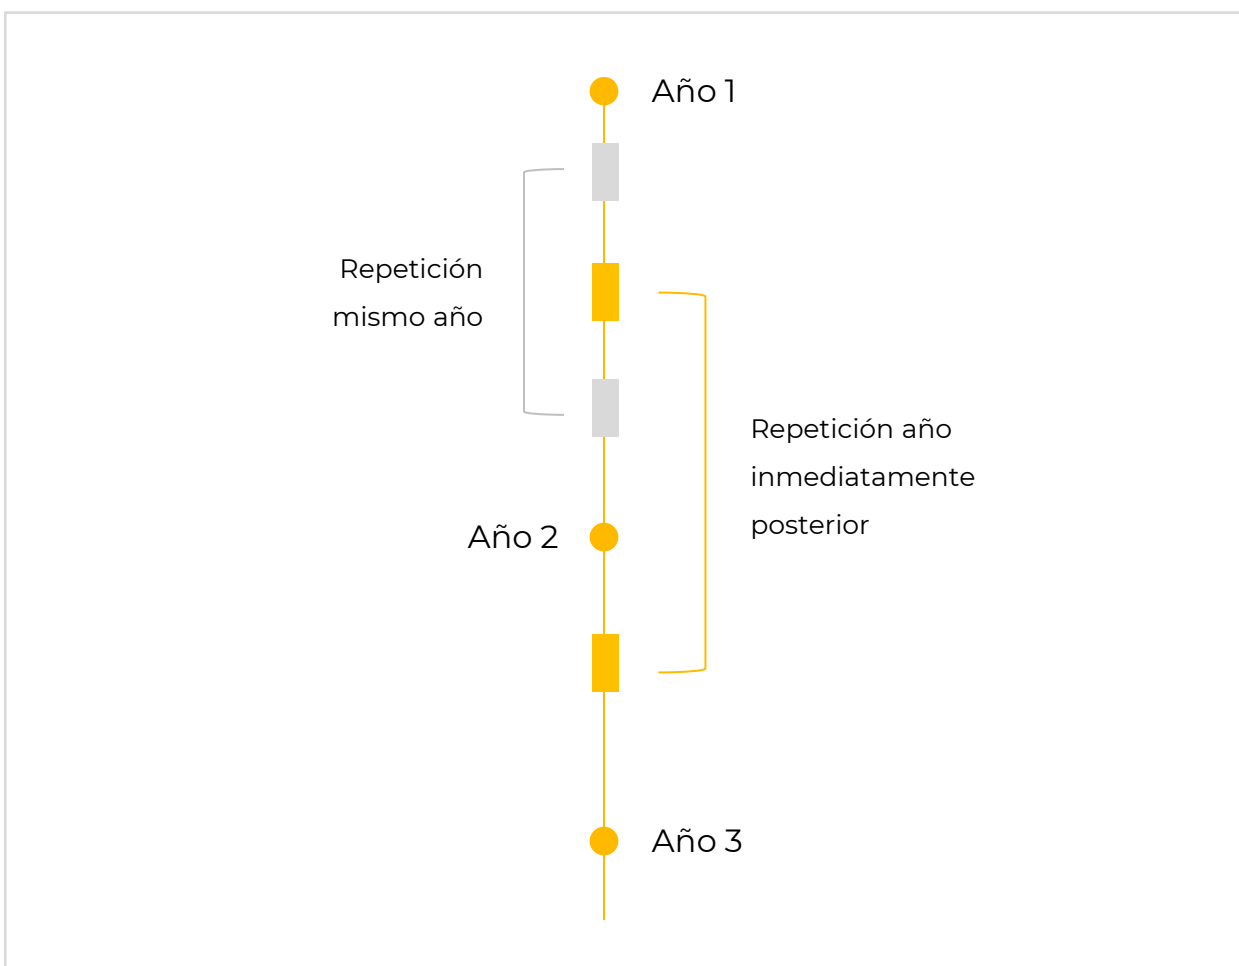 Año 1
Repetición
mismo año
Repetición año
inmediatamente
posterior
Año 2
Año 3